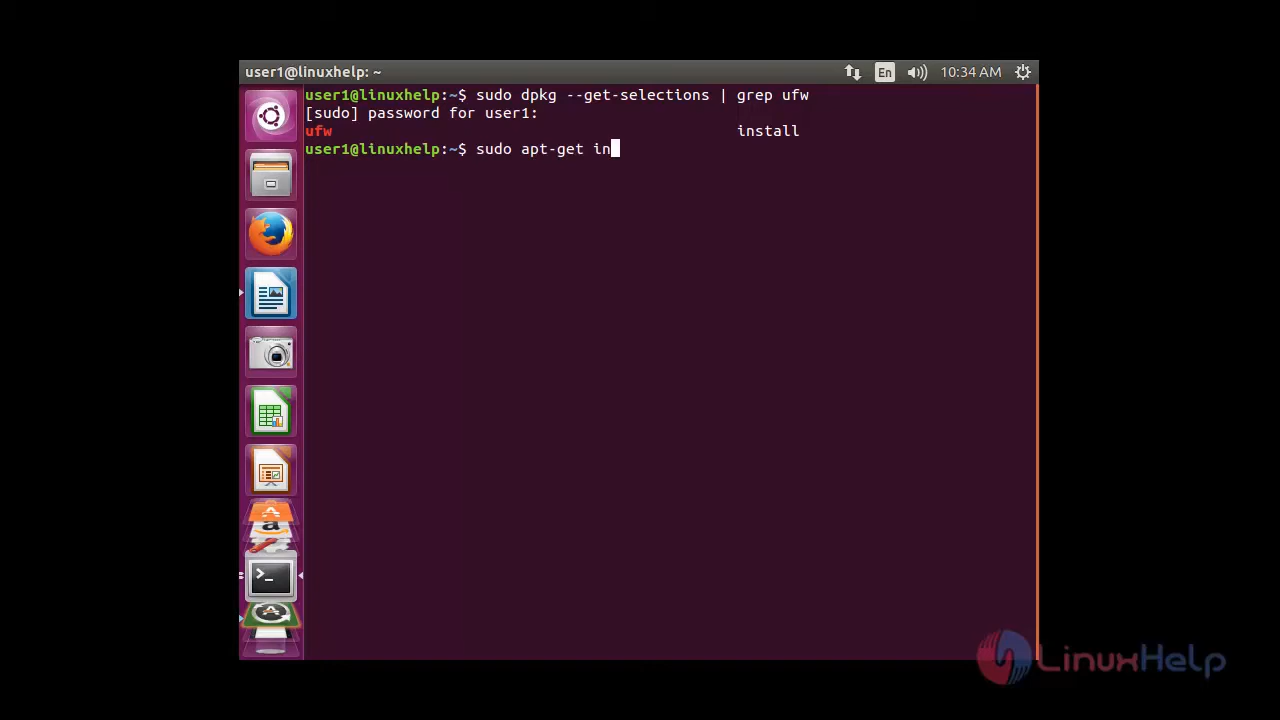 user1@linuxhelp: ~
En
10:34 AM
user1@linuxhelp:~$ sudo dpkg --get-selections | grep ufw
[sudo] password for user1:
ufw install
user1@linuxhelp:~$ sudo apt-get in
LinuxHelp